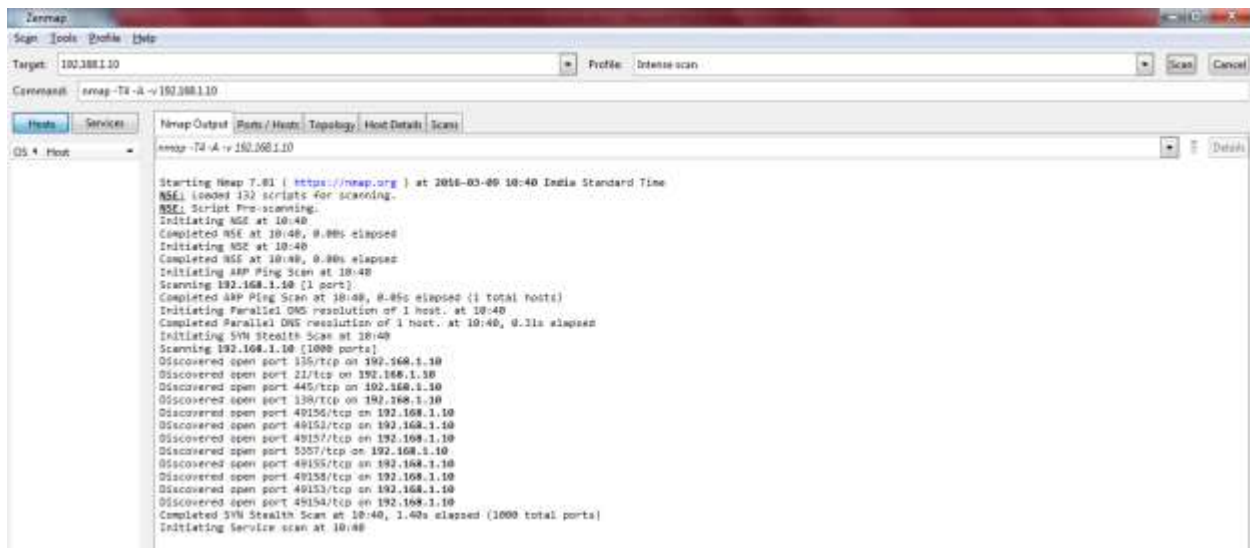 Zenmap
Scan Tools Profile Help
Target: 192.168.1.10 Profile: Intense scan Scan Cancel
Command: nmap -T4 -A -v 192.168.1.10
Hosts Services Nmap Output Ports / Hosts Topology Host Details Scans
OS Host nmap -T4 -A -v 192.168.1.10 Details
Starting Nmap 7.01 ( https://nmap.org ) at 2016-03-09 10:40 India Standard Time
NSE: Loaded 132 scripts for scanning.
NSE: Script Pre-scanning.
Initiating NSE at 10:40
Completed NSE at 10:40, 0.00s elapsed
Initiating NSE at 10:40
Completed NSE at 10:40, 0.00s elapsed
Initiating ARP Ping Scan at 10:40
Scanning 192.168.1.10 [1 port]
Completed ARP Ping Scan at 10:40, 0.05s elapsed (1 total hosts)
Initiating Parallel DNS resolution of 1 host. at 10:40
Completed Parallel DNS resolution of 1 host. at 10:40, 0.31s elapsed
Initiating SYN Stealth Scan at 10:40
Scanning 192.168.1.10 [1000 ports]
Discovered open port 135/tcp on 192.168.1.10
Discovered open port on 192.168.1.10
Discovered open port 445/tcp on 192.168.1.10
Discovered open port 139/tcp on 192.168.1.10
Discovered open port 49156/tcp on 192.168.1.10
Discovered open port 49152/tcp on 192.168.1.10
Discovered open port 49157/tcp on 192.168.1.10
Discovered open port 5357/tcp on 192.168.1.10
Discovered open port 49155/tcp on 192.168.1.10
Discovered open port 49158/tcp on 192.168.1.10
Discovered open port 49153/tcp on 192.168.1.10
Discovered open port 49154/tcp on 192.168.1.10
Completed SYN Stealth Scan at 10:40, 1.40s elapsed (1000 total ports)
Initiating Service scan at 10:40